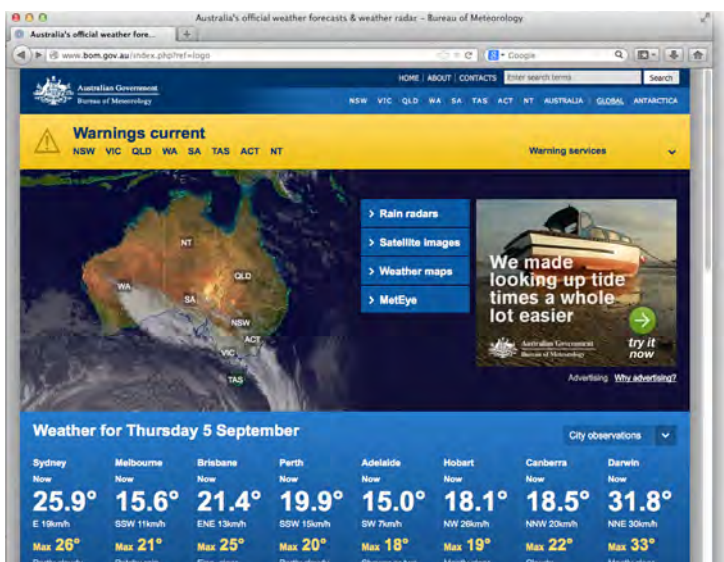 Australia's official weather forecasts & weather radar – Bureau of Meteorology
Australia's official weather fore...
www.bom.gov.au/index.php?ref=logo
Google
Australian Government
Bureau of Meteorology
HOME | ABOUT | CONTACTS
Enter search terms
Search
NSW VIC QLD WA SA TAS ACT NT AUSTRALIA | GLOBAL ANTARCTICA
Warnings current
NSW VIC QLD WA SA TAS ACT NT
Warning services
NT
WA
QLD
SA
NSW
ACT
VIC
TAS
> Rain radars
> Satellite images
> Weather maps
> MetEye
We made
looking up tide
times a whole
lot easier
Australian Government
Bureau of Meteorology
try it
now
Advertising Why advertising?
Weather for Thursday 5 September
City observations
Sydney Melbourne Brisbane Perth Adelaide Hobart Canberra Darwin
Now Now Now Now Now Now Now Now
25.9° 15.6° 21.4° 19.9° 15.0° 18.1° 18.5° 31.8°
E 19km/h SSW 11km/h ENE 13km/h SSW 15km/h SW 7km/h NW 26km/h NNW 20km/h NNE 30km/h
Max 26° Max 21° Max 25° Max 20° Max 18° Max 19° Max 22° Max 33°